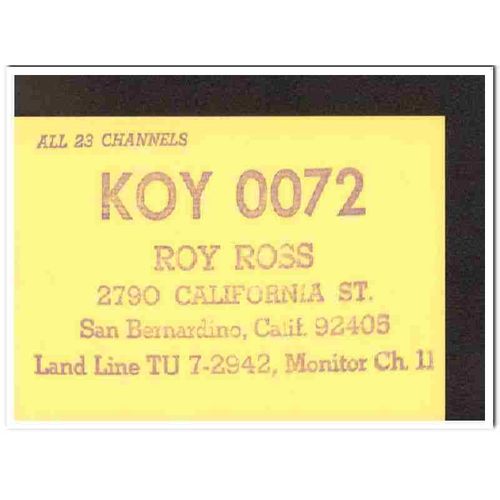 ALL 23 CHANNELS
KOY 0072
ROY ROSS
2790 CALIFORNIA ST.
San Bernardino, Calif. 92405
Land Line TU 7-2942, Monitor Ch. 11